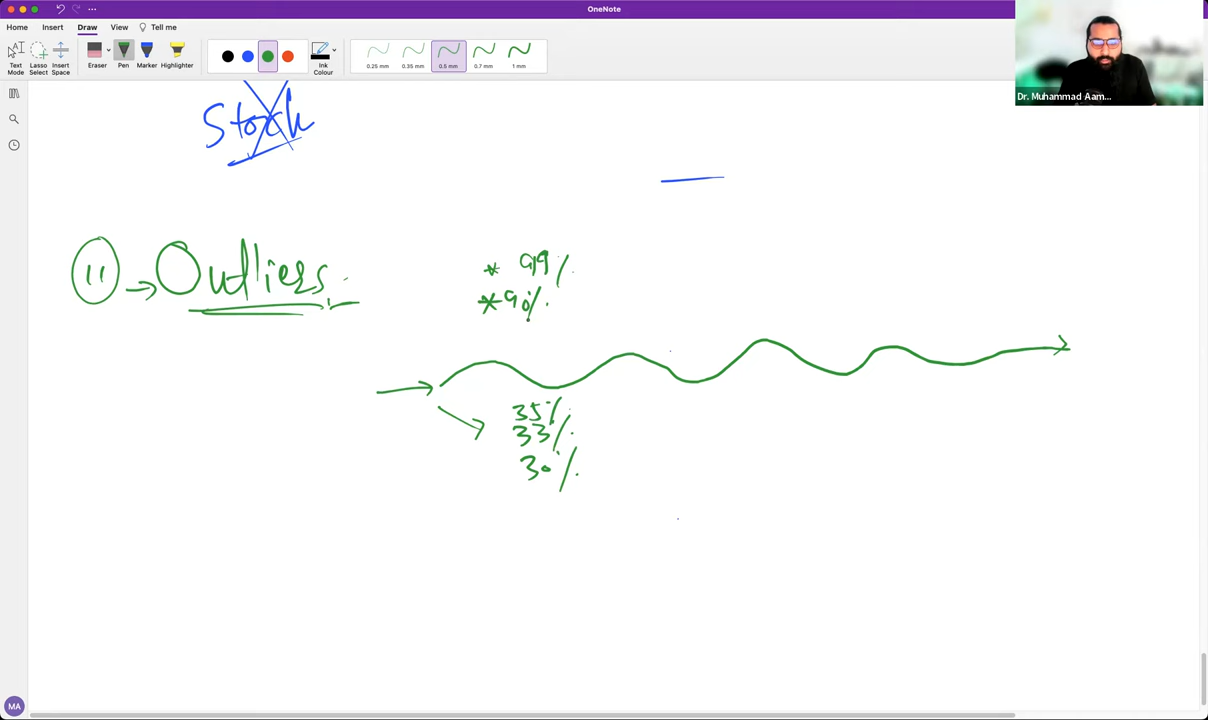 OneNote
Home Insert Draw View Tell me
Text Mode Lasso Select Insert Space Eraser Pen Marker Highlighter Ink Colour 0.25 mm 0.35 mm 0.5 mm 0.7 mm 1 mm
Dr. Muhammad Aam...
Stock
11 → Outliers.
* 99%
* 90%
35%
33%
30%
MA